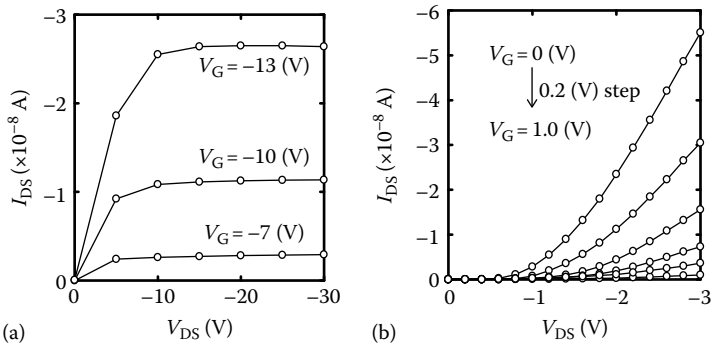 −3
−2
−1
0
I_DS (×10⁻⁸ A)
V_G = −13 (V)
V_G = −10 (V)
V_G = −7 (V)
0
−10
−20
−30
V_DS (V)
(a)
−6
−5
−4
−3
−2
−1
0
I_DS (×10⁻⁸ A)
V_G = 0 (V)
0.2 (V) step
V_G = 1.0 (V)
0
−1
−2
−3
V_DS (V)
(b)